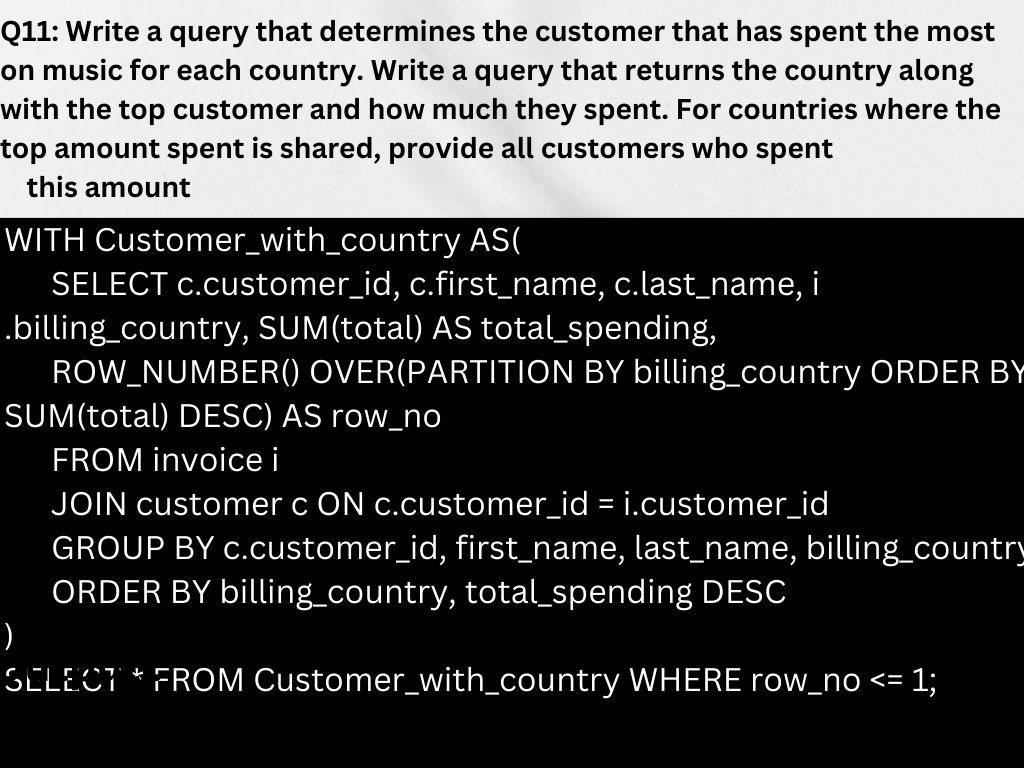 Q11: Write a query that determines the customer that has spent the most
on music for each country. Write a query that returns the country along
with the top customer and how much they spent. For countries where the
top amount spent is shared, provide all customers who spent
this amount
WITH Customer_with_country AS(
SELECT c.customer_id, c.first_name, c.last_name, i
.billing_country, SUM(total) AS total_spending,
ROW_NUMBER() OVER(PARTITION BY billing_country ORDER BY
SUM(total) DESC) AS row_no
FROM invoice i
JOIN customer c ON c.customer_id = i.customer_id
GROUP BY c.customer_id, first_name, last_name, billing_country
ORDER BY billing_country, total_spending DESC
)
SELECT * FROM Customer_with_country WHERE row_no <= 1;